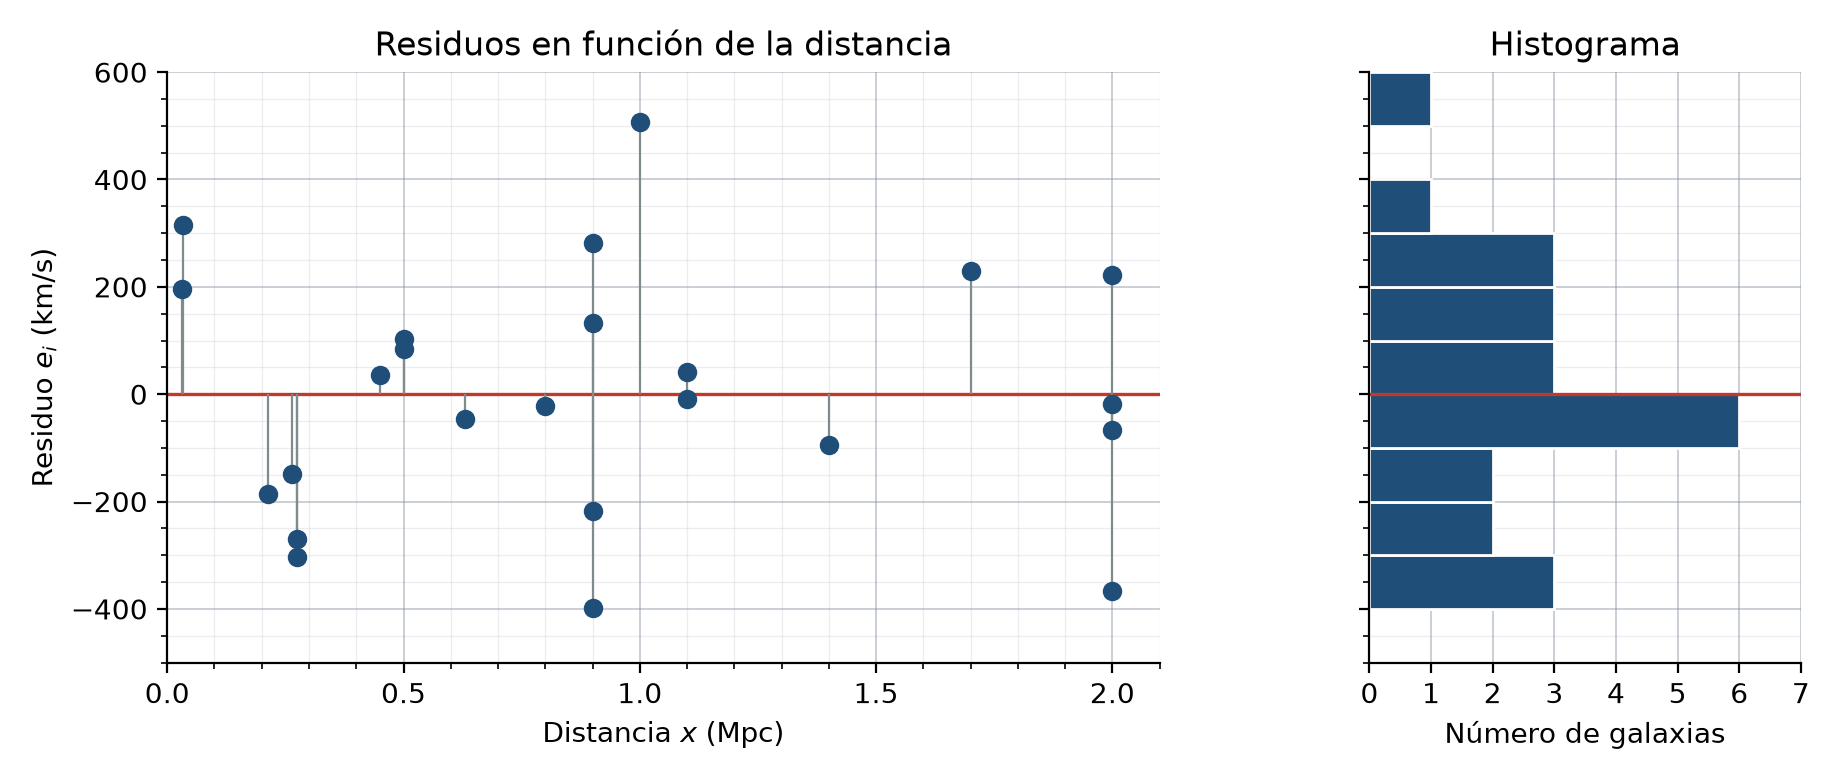 Residuos en función de la distancia
600
400
200
0
−200
−400
Residuo e_i (km/s)
0.0 0.5 1.0 1.5 2.0
Distancia x (Mpc)
Histograma
0 1 2 3 4 5 6 7
Número de galaxias